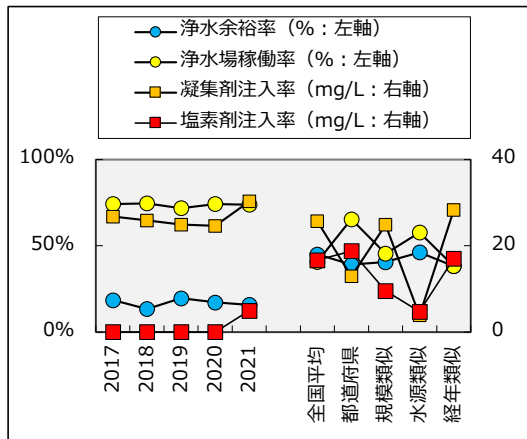 浄水余裕率（%：左軸）
浄水場稼働率（%：左軸）
凝集剤注入率（mg/L：右軸）
塩素剤注入率（mg/L：右軸）
100%
40
50%
20
0%
0
2017
2018
2019
2020
2021
全国平均
都道府県
規模類似
水源類似
経年類似